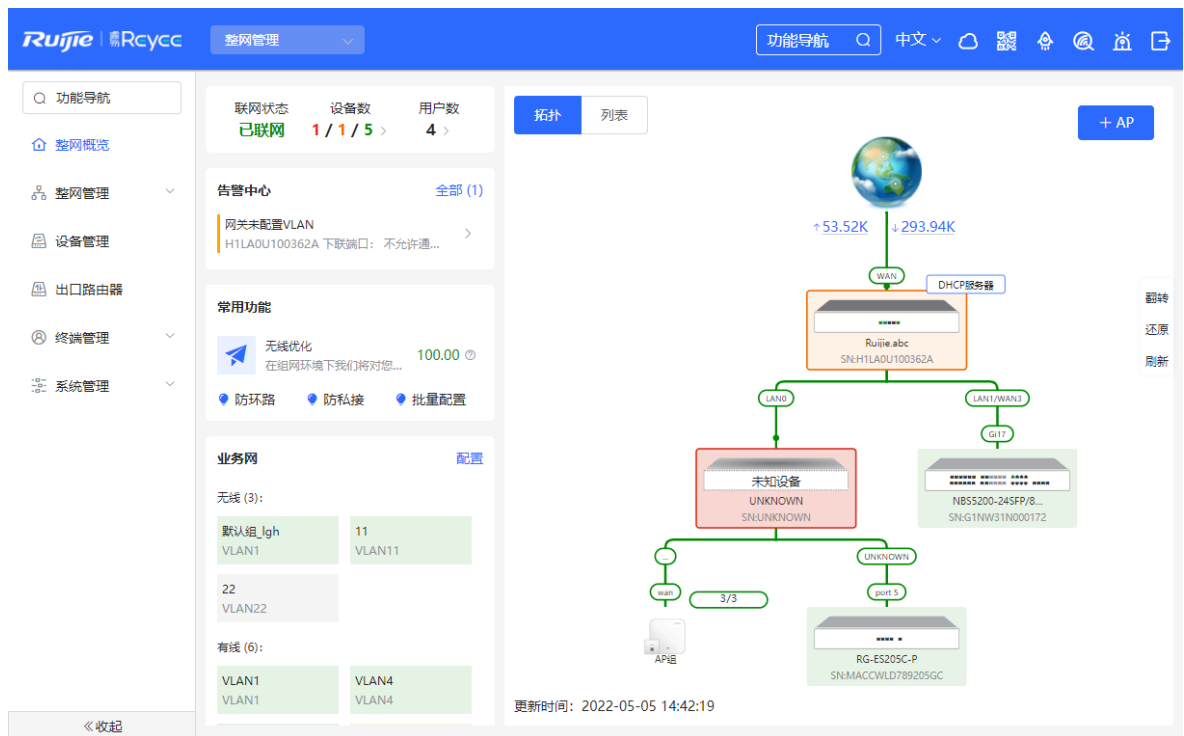 Ruijie 睿易 Rcycc
整网管理
功能导航
中文
功能导航
整网概览
整网管理
设备管理
出口路由器
终端管理
系统管理
《收起
联网状态 设备数 用户数
已联网 1 / 1 / 5 > 4 >
告警中心 全部 (1)
网关未配置VLAN
H1LA0U100362A 下联端口： 不允许通...
常用功能
无线优化
在组网环境下我们将对您... 100.00
防环路 防私接 批量配置
业务网 配置
无线 (3):
默认组_lgh
VLAN1
11
VLAN11
22
VLAN22
有线 (6):
VLAN1
VLAN1
VLAN4
VLAN4
拓扑 列表
+ AP
↑53.52K ↓293.94K
WAN
DHCP服务器
Ruijie.abc
SN:H1LA0U100362A
LAN0
LAN1/WAN3
Gi17
未知设备
UNKNOWN
SN:UNKNOWN
NBS5200-24SFP/8...
SN:G1NW31N000172
...
UNKNOWN
wan
3/3
port 5
AP组
RG-ES205C-P
SN:MACCWLD789205GC
翻转
还原
刷新
更新时间：2022-05-05 14:42:19